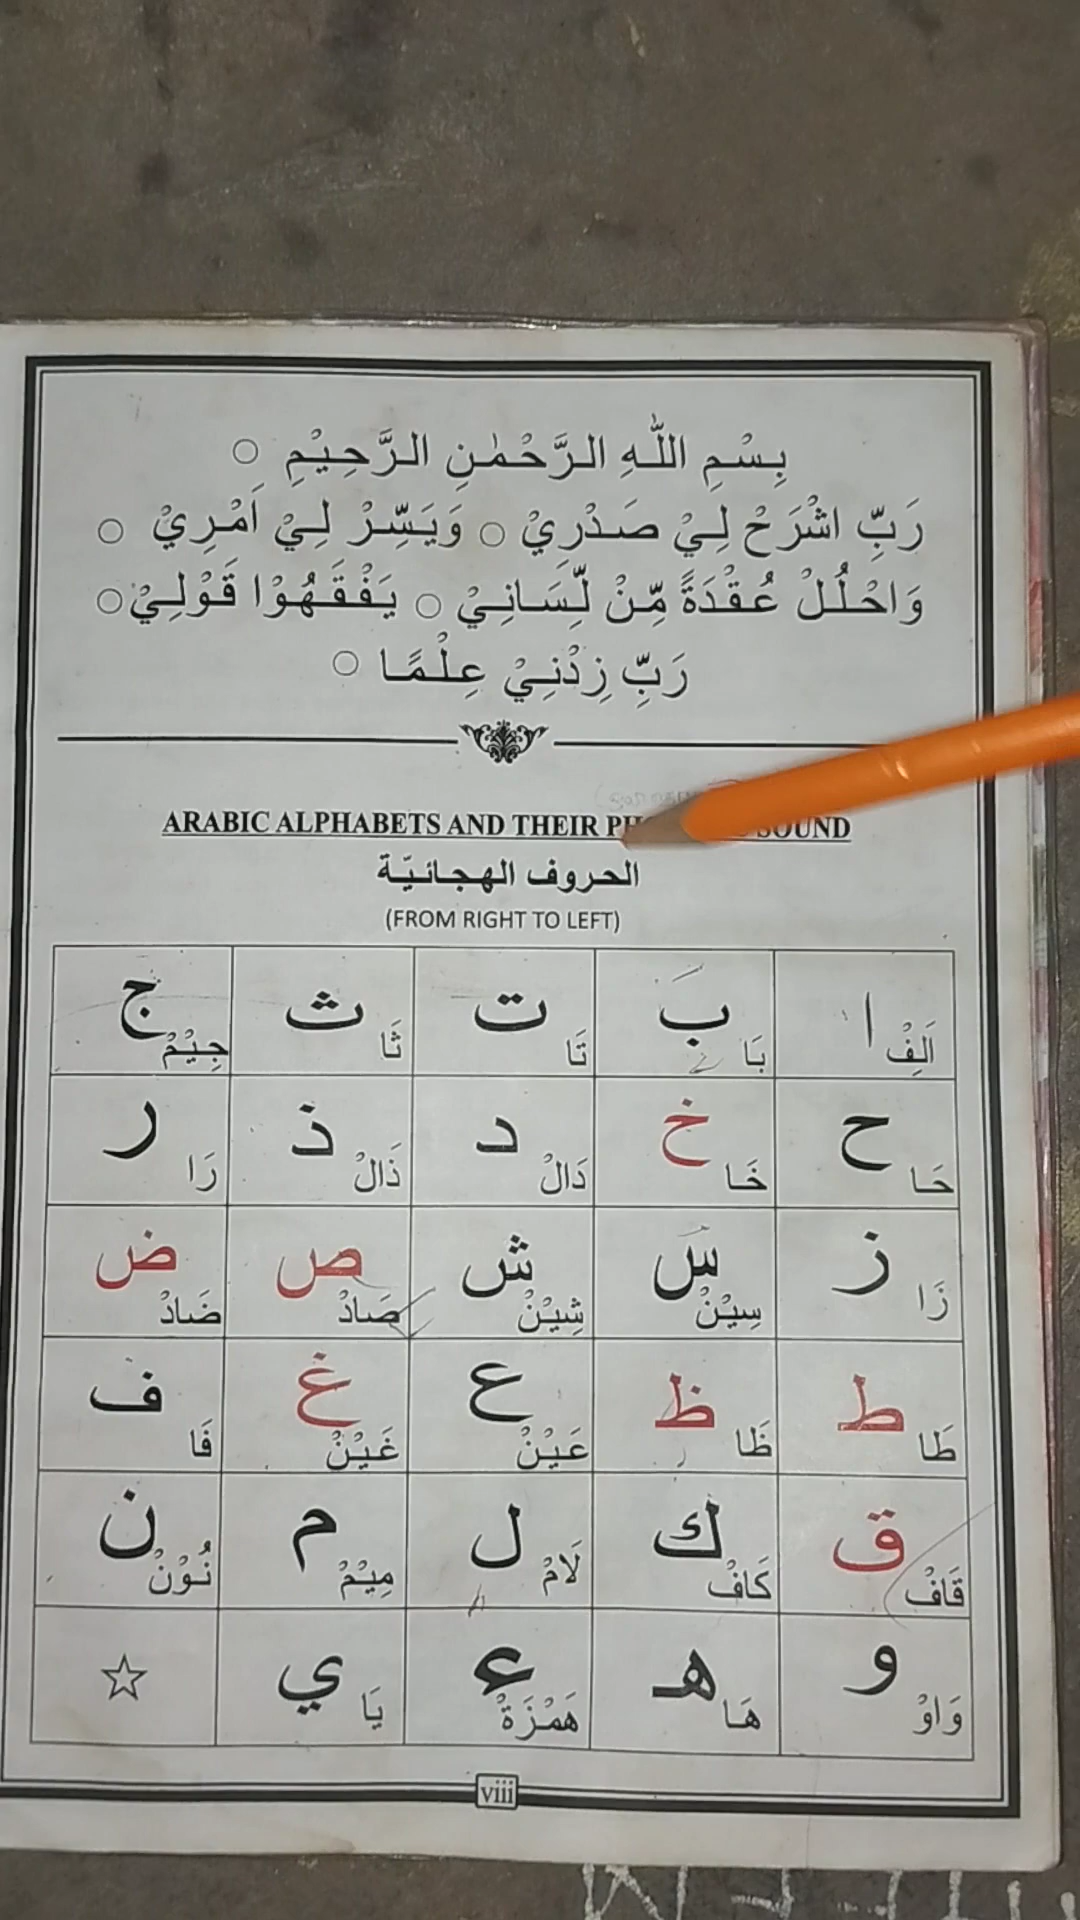 بِسْمِ اللّٰهِ الرَّحْمٰنِ الرَّحِيْمِ ○
رَبِّ اشْرَحْ لِيْ صَدْرِيْ ○ وَيَسِّرْ لِيْ اَمْرِيْ ○
وَاحْلُلْ عُقْدَةً مِّنْ لِّسَانِيْ ○ يَفْقَهُوْا قَوْلِيْ ○
رَبِّ زِدْنِيْ عِلْمًا ○
ARABIC ALPHABETS AND THEIR SOUND
الحروف الهجائيّة
(FROM RIGHT TO LEFT)
ا اَلِفْ ب بَا ت تَا ث ثَا ج جِيْمْ
ح حَا خ خَا د دَالْ ذ ذَالْ ر رَا
ز زَا س سِيْنْ ش شِيْنْ ص صَادْ ض ضَادْ
ط طَا ظ ظَا ع عَيْنْ غ غَيْنْ ف فَا
ق قَافْ ك كَافْ ل لَامْ م مِيْمْ ن نُوْنْ
و وَاوْ هـ هَا ء هَمْزَةْ ي يَا ☆
viii